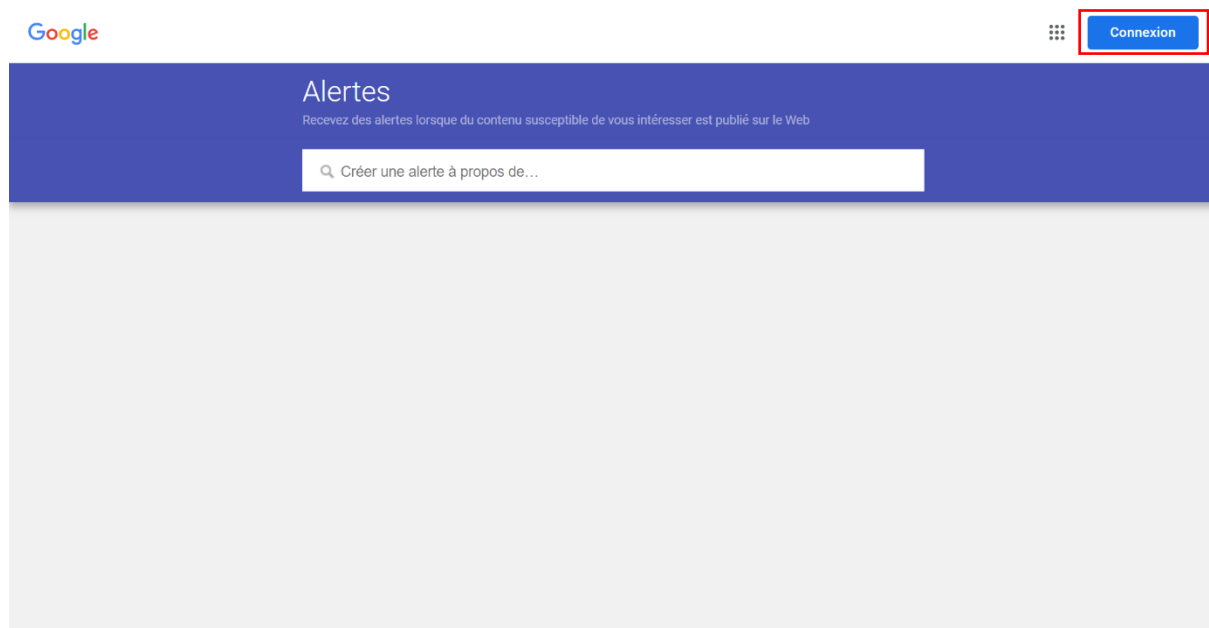 Google
Connexion
Alertes
Recevez des alertes lorsque du contenu susceptible de vous intéresser est publié sur le Web
Créer une alerte à propos de…